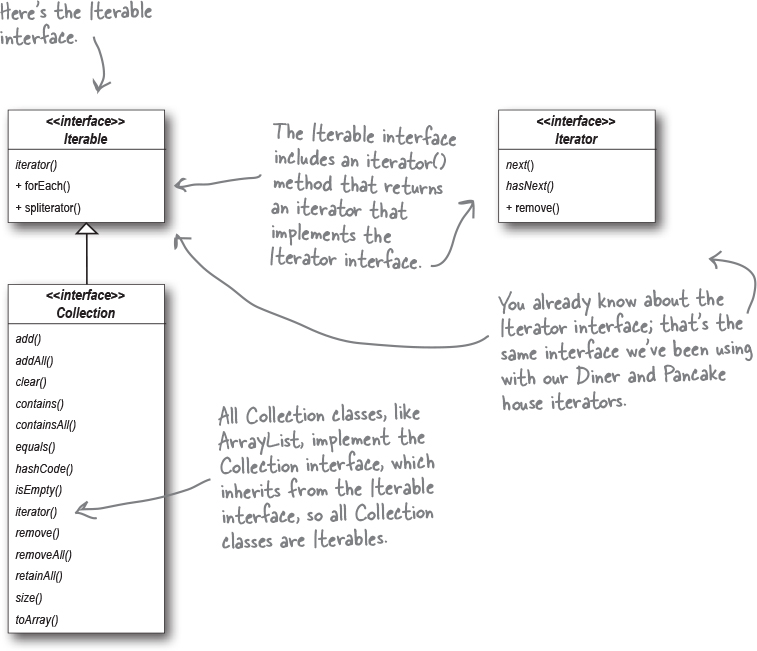 Here's the Iterable
interface.
<<interface>>
Iterable
iterator()
+ forEach()
+ spliterator()
The Iterable interface
includes an iterator()
method that returns
an iterator that
implements the
Iterator interface.
<<interface>>
Iterator
next()
hasNext()
+ remove()
You already know about the
Iterator interface; that's the
same interface we've been using
with our Diner and Pancake
house iterators.
<<interface>>
Collection
add()
addAll()
clear()
contains()
containsAll()
equals()
hashCode()
isEmpty()
iterator()
remove()
removeAll()
retainAll()
size()
toArray()
All Collection classes, like
ArrayList, implement the
Collection interface, which
inherits from the Iterable
interface, so all Collection
classes are Iterables.